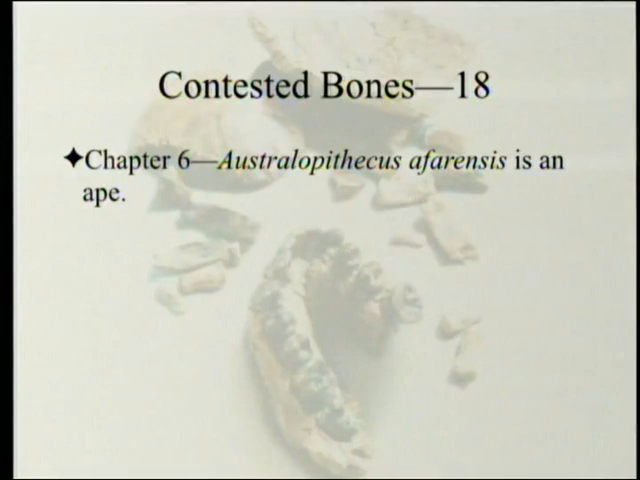 Contested Bones—18
✦Chapter 6—Australopithecus afarensis is an
ape.